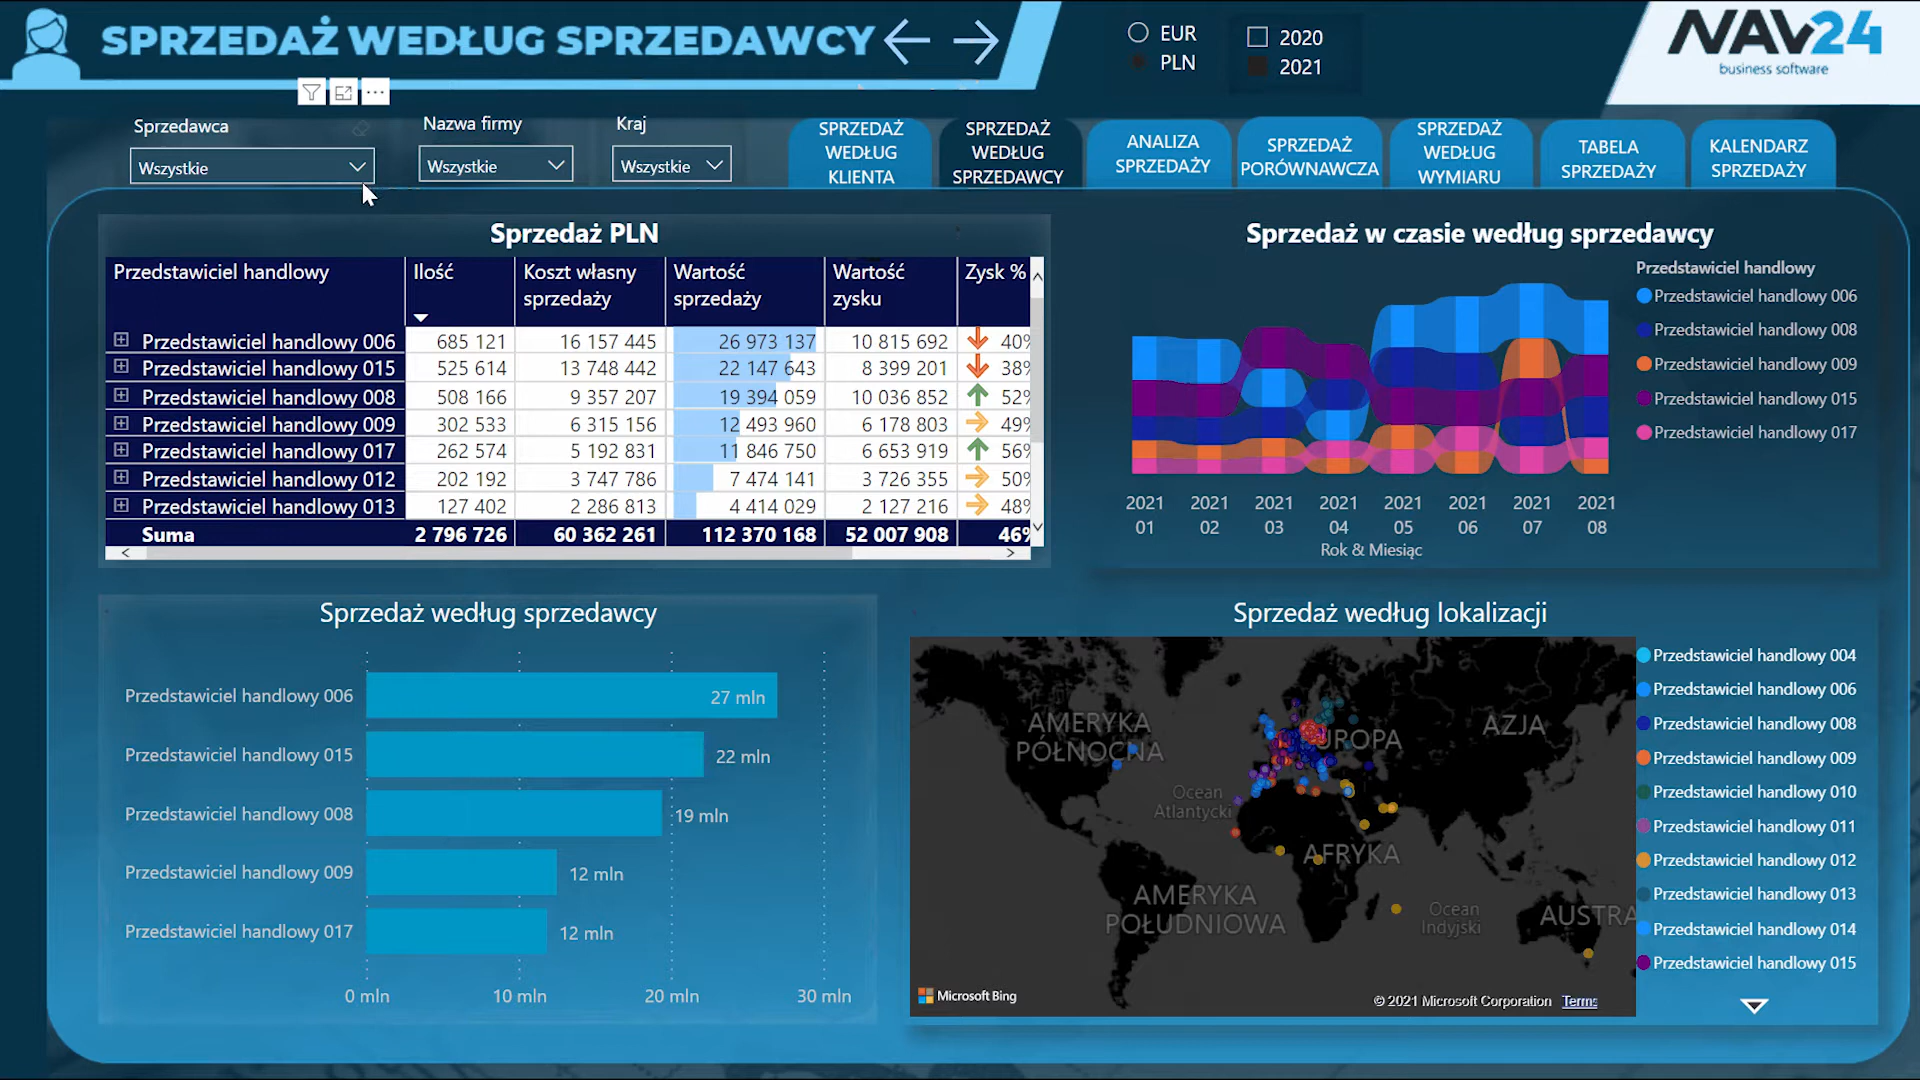 SPRZEDAŻ WEDŁUG SPRZEDAWCY
EUR
PLN
2020
2021
NAV24
business software
Sprzedawca
Wszystkie
Nazwa firmy
Wszystkie
Kraj
Wszystkie
SPRZEDAŻ
WEDŁUG
KLIENTA
SPRZEDAŻ
WEDŁUG
SPRZEDAWCY
ANALIZA
SPRZEDAŻY
SPRZEDAŻ
PORÓWNAWCZA
SPRZEDAŻ
WEDŁUG
WYMIARU
TABELA
SPRZEDAŻY
KALENDARZ
SPRZEDAŻY
Sprzedaż PLN
Przedstawiciel handlowy Ilość Koszt własny sprzedaży Wartość sprzedaży Wartość zysku Zysk %
Przedstawiciel handlowy 006 685 121 16 157 445 26 973 137 10 815 692 40%
Przedstawiciel handlowy 015 525 614 13 748 442 22 147 643 8 399 201 38%
Przedstawiciel handlowy 008 508 166 9 357 207 19 394 059 10 036 852 52%
Przedstawiciel handlowy 009 302 533 6 315 156 12 493 960 6 178 803 49%
Przedstawiciel handlowy 017 262 574 5 192 831 11 846 750 6 653 919 56%
Przedstawiciel handlowy 012 202 192 3 747 786 7 474 141 3 726 355 50%
Przedstawiciel handlowy 013 127 402 2 286 813 4 414 029 2 127 216 48%
Suma 2 796 726 60 362 261 112 370 168 52 007 908 46%
Sprzedaż w czasie według sprzedawcy
Przedstawiciel handlowy
Przedstawiciel handlowy 006
Przedstawiciel handlowy 008
Przedstawiciel handlowy 009
Przedstawiciel handlowy 015
Przedstawiciel handlowy 017
2021 2021 2021 2021 2021 2021 2021 2021
01 02 03 04 05 06 07 08
Rok & Miesiąc
Sprzedaż według sprzedawcy
Przedstawiciel handlowy 006 27 mln
Przedstawiciel handlowy 015 22 mln
Przedstawiciel handlowy 008 19 mln
Przedstawiciel handlowy 009 12 mln
Przedstawiciel handlowy 017 12 mln
0 mln 10 mln 20 mln 30 mln
Sprzedaż według lokalizacji
AMERYKA
PÓŁNOCNA
UROPA
AZJA
Ocean
Atlantycki
AFRYKA
AMERYKA
POŁUDNIOWA
Ocean
Indyjski
AUSTRA
Microsoft Bing
© 2021 Microsoft Corporation Terms
Przedstawiciel handlowy 004
Przedstawiciel handlowy 006
Przedstawiciel handlowy 008
Przedstawiciel handlowy 009
Przedstawiciel handlowy 010
Przedstawiciel handlowy 011
Przedstawiciel handlowy 012
Przedstawiciel handlowy 013
Przedstawiciel handlowy 014
Przedstawiciel handlowy 015